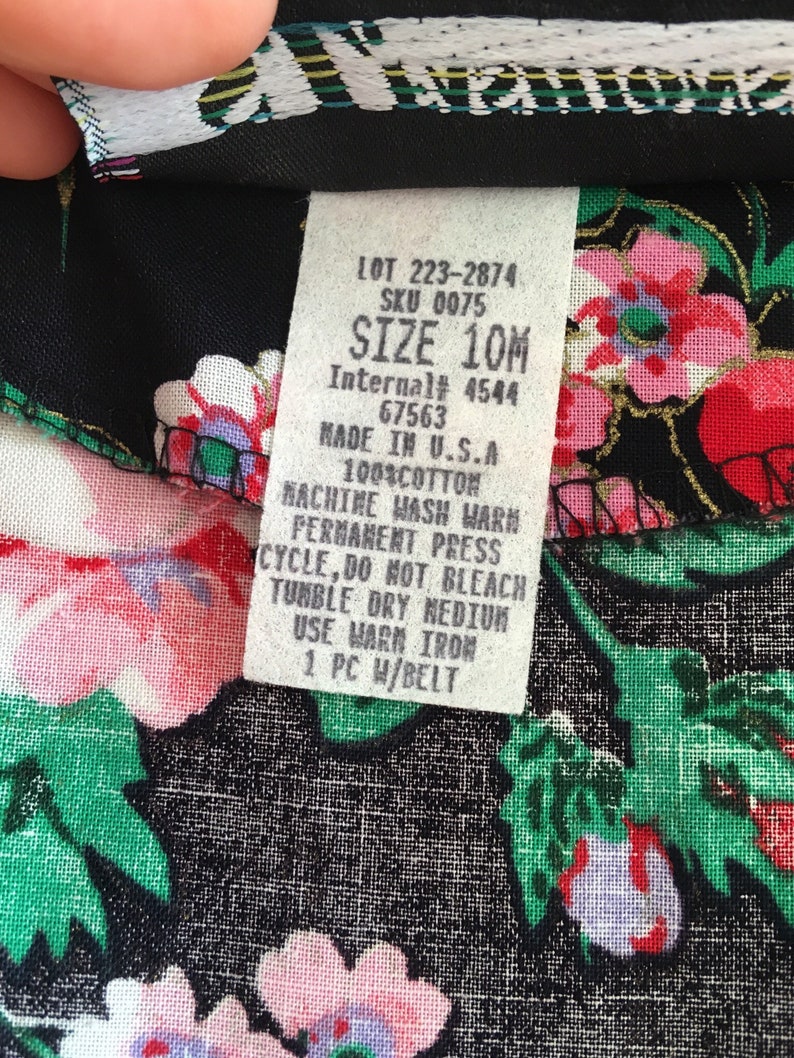 LOT 223-2874
SKU 0075
SIZE 10M
Internal# 4544
67563
MADE IN U.S.A
100%COTTON
MACHINE WASH WARM
PERMANENT PRESS
CYCLE,DO NOT BLEACH
TUMBLE DRY MEDIUM
USE WARM IRON
1 PC W/BELT